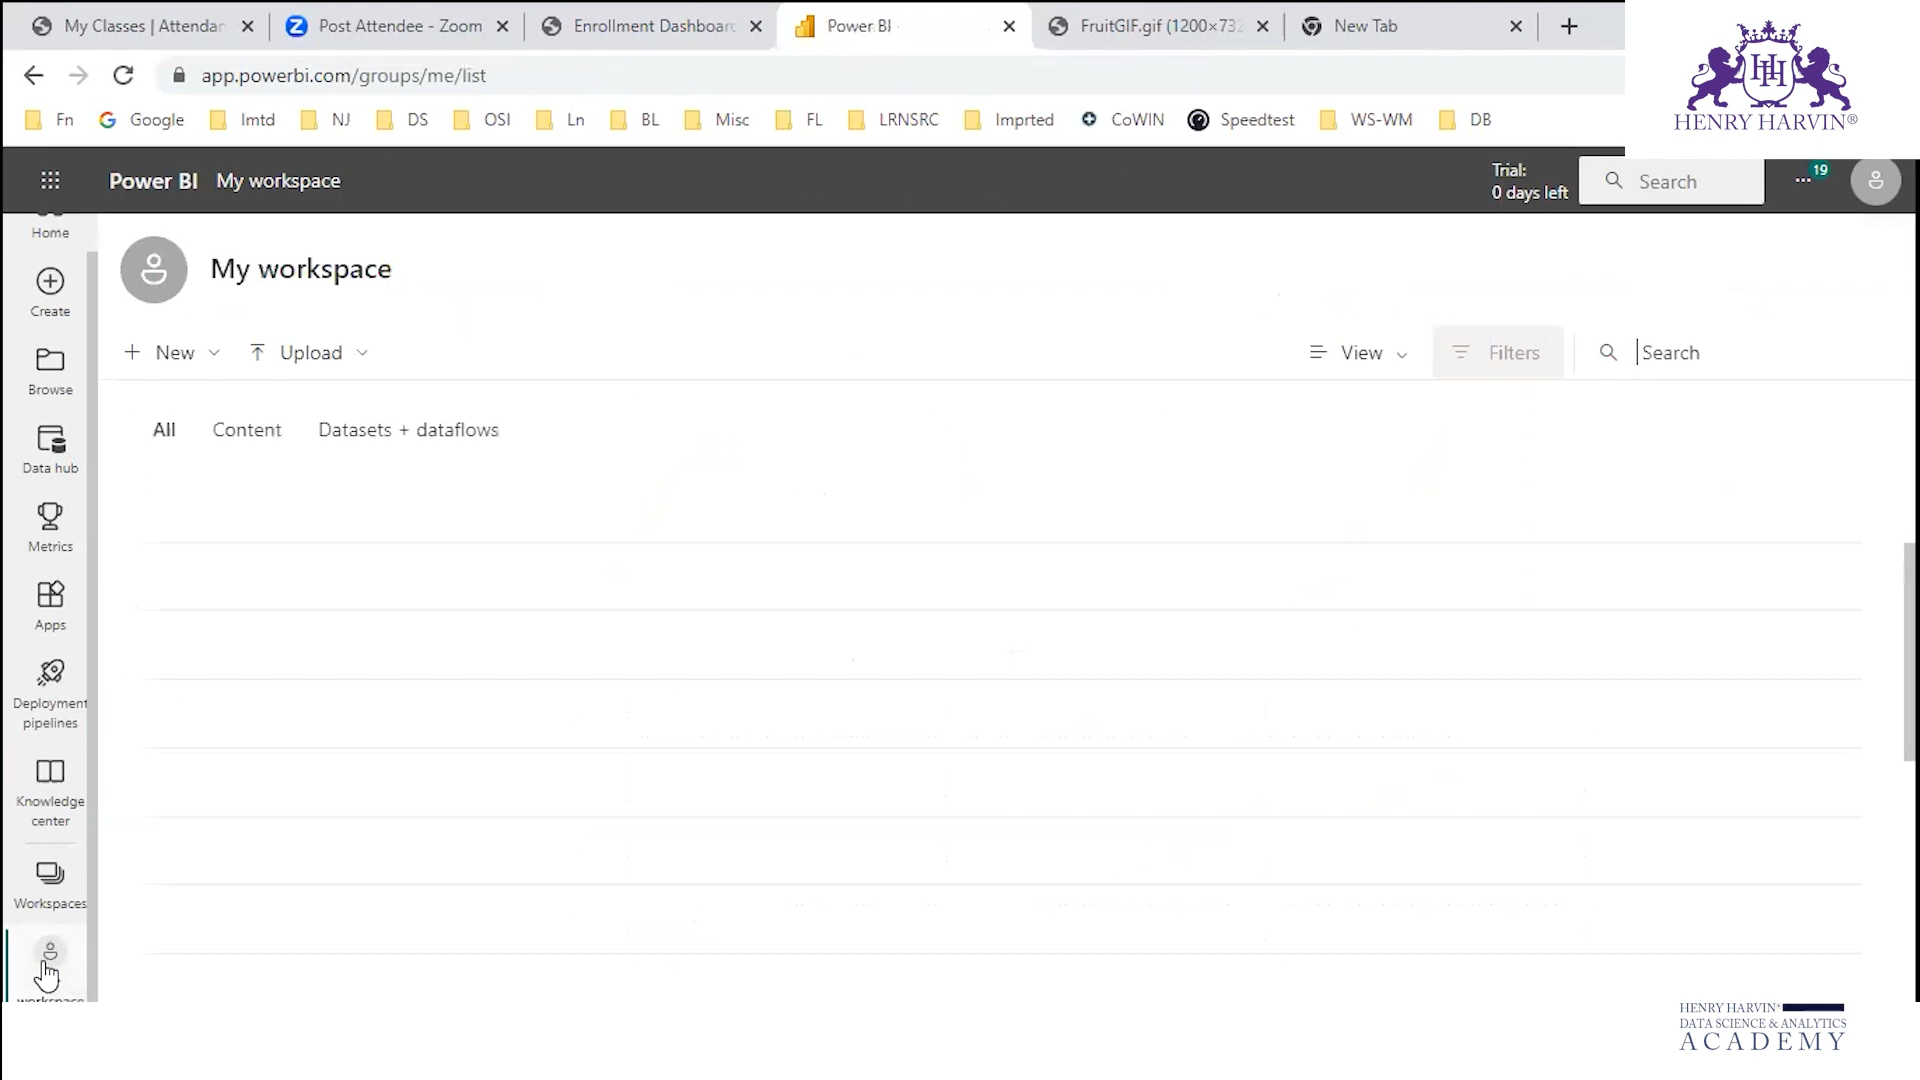 My Classes | Attendan
Post Attendee - Zoom
Enrollment Dashboard
Power BI
FruitGIF.gif (1200×732
New Tab
app.powerbi.com/groups/me/list
Fn Google Imtd NJ DS OSI Ln BL Misc FL LRNSRC Imprted CoWIN Speedtest WS-WM DB
HENRY HARVIN®
Power BI My workspace
Trial:
0 days left
Search
19
Home
My workspace
Create
New Upload View Filters Search
Browse
All Content Datasets + dataflows
Data hub
Metrics
Apps
Deployment
pipelines
Knowledge
center
Workspaces
workspace
HENRY HARVIN®
DATA SCIENCE & ANALYTICS
ACADEMY